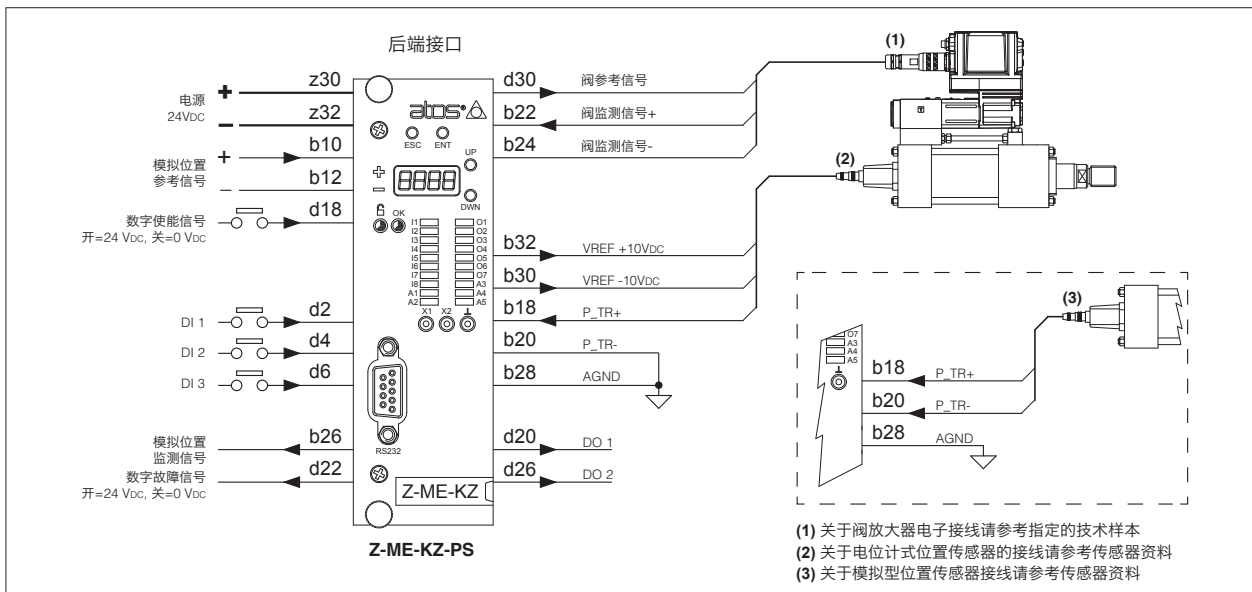 后端接口
z30
电源
24VDC
+
z32
−
模拟位置
参考信号
+
b10
−
b12
数字使能信号
开=24 VDC, 关=0 VDC
d18
DI 1
d2
DI 2
d4
DI 3
d6
模拟位置
监测信号
b26
数字故障信号
开=24 VDC, 关=0 VDC
d22
atos®
ESC
ENT
UP
+
−
8888
DWN
OK
I1
I2
I3
I4
I5
I6
I7
I8
A1
A2
O1
O2
O3
O4
O5
O6
O7
A3
A4
A5
X1
X2
RS232
Z-ME-KZ
Z-ME-KZ-PS
d30
阀参考信号
b22
阀监测信号+
b24
阀监测信号-
b32
VREF +10VDC
b30
VREF -10VDC
b18
P_TR+
b20
P_TR-
b28
AGND
d20
DO 1
d26
DO 2
(1)
(2)
(3)
O7
A3
A4
A5
b18
P_TR+
b20
P_TR-
b28
AGND
(1) 关于阀放大器电子接线请参考指定的技术样本
(2) 关于电位计式位置传感器的接线请参考传感器资料
(3) 关于模拟型位置传感器接线请参考传感器资料